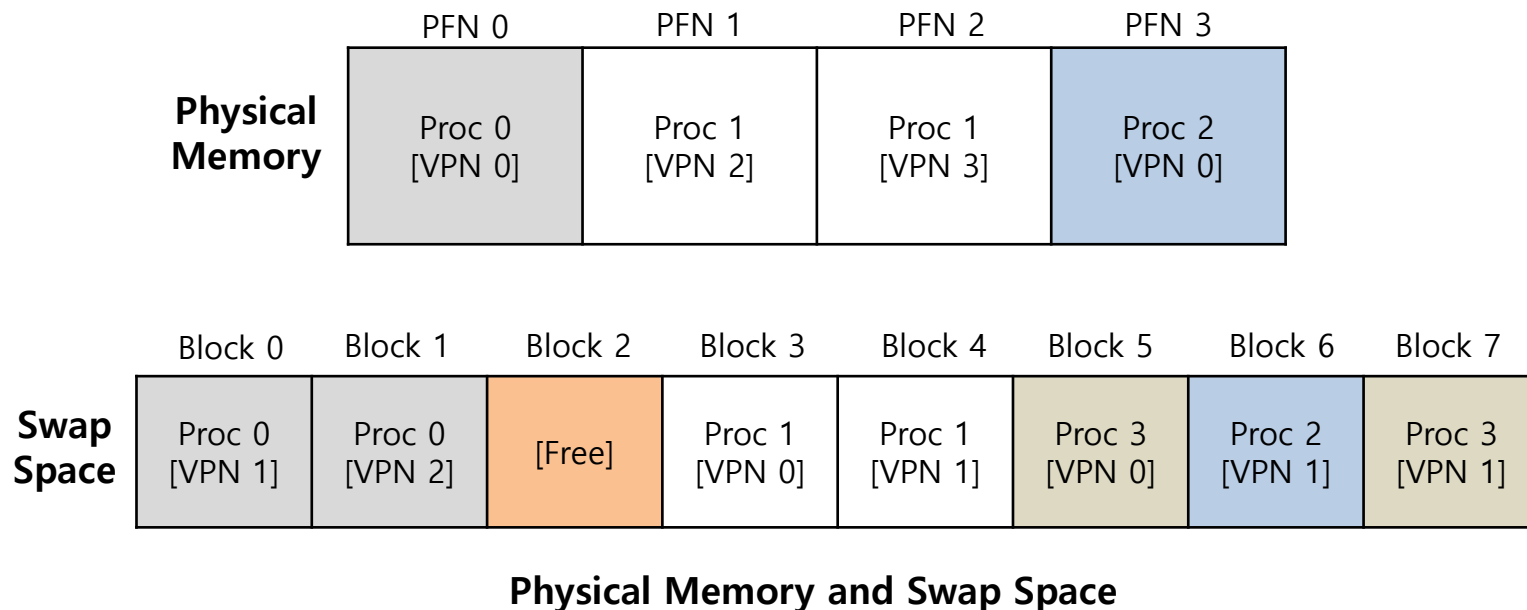 PFN 0 PFN 1 PFN 2 PFN 3
Physical
Memory
Proc 0
[VPN 0]
Proc 1
[VPN 2]
Proc 1
[VPN 3]
Proc 2
[VPN 0]
Block 0 Block 1 Block 2 Block 3 Block 4 Block 5 Block 6 Block 7
Swap
Space
Proc 0
[VPN 1]
Proc 0
[VPN 2]
[Free]
Proc 1
[VPN 0]
Proc 1
[VPN 1]
Proc 3
[VPN 0]
Proc 2
[VPN 1]
Proc 3
[VPN 1]
Physical Memory and Swap Space